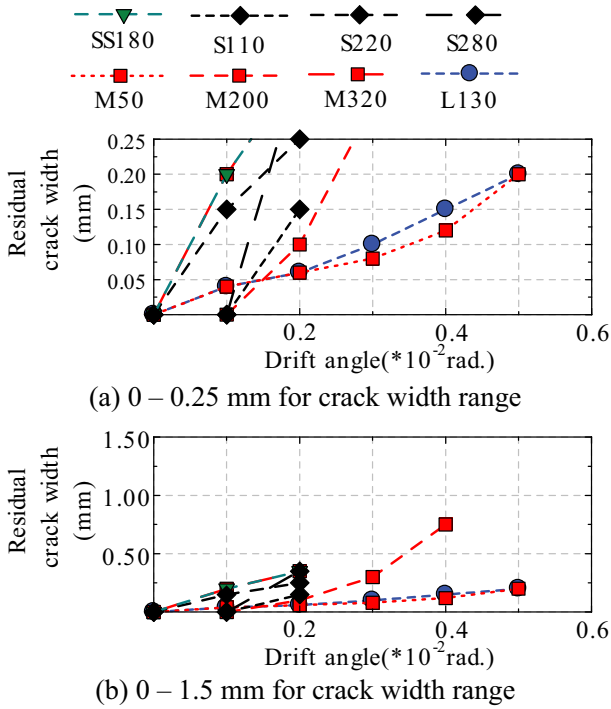 SS180 S110 S220 S280
M50 M200 M320 L130
0.25
0.20
0.15
0.10
0.05
Residual
crack width
(mm)
0.2 0.4 0.6
Drift angle(*10-2rad.)
(a) 0 – 0.25 mm for crack width range
1.50
1.00
0.50
Residual
crack width
(mm)
0.2 0.4 0.6
Drift angle(*10-2rad.)
(b) 0 – 1.5 mm for crack width range